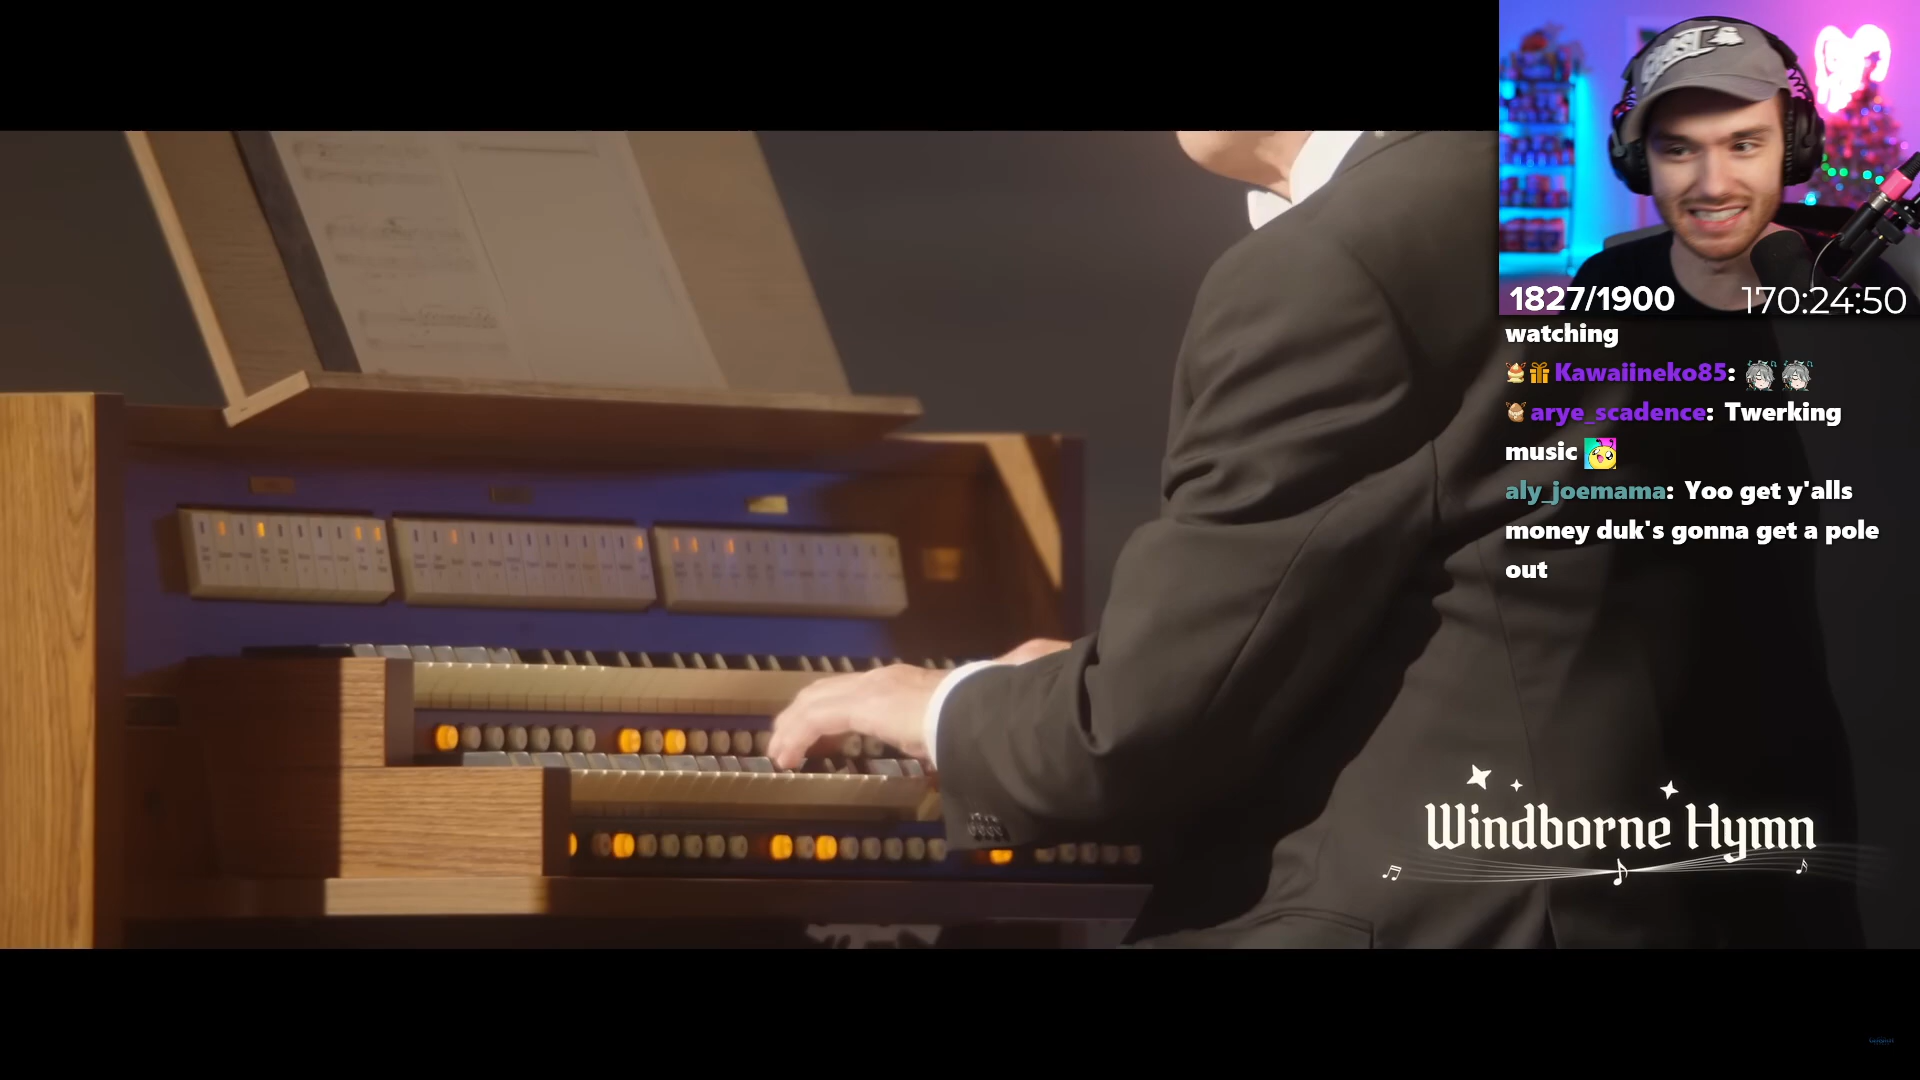 1827/1900
170:24:50
watching
Kawaiineko85:
arye_scadence: Twerking
music
aly_joemama: Yoo get y'alls
money duk's gonna get a pole
out
Windborne Hymn